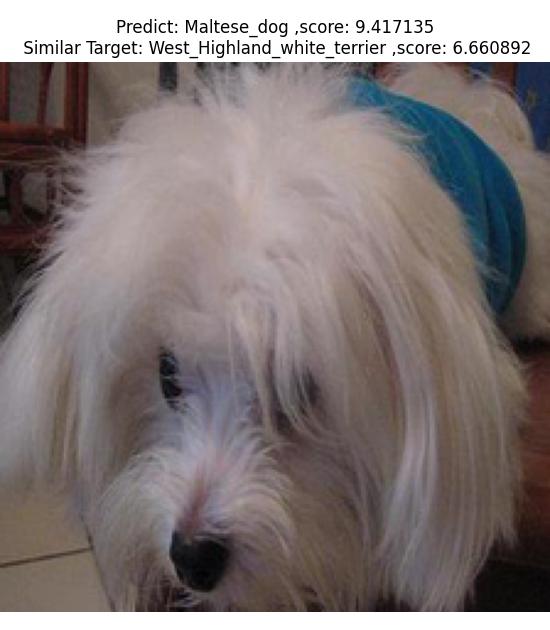 Predict: Maltese_dog ,score: 9.417135
Similar Target: West_Highland_white_terrier ,score: 6.660892